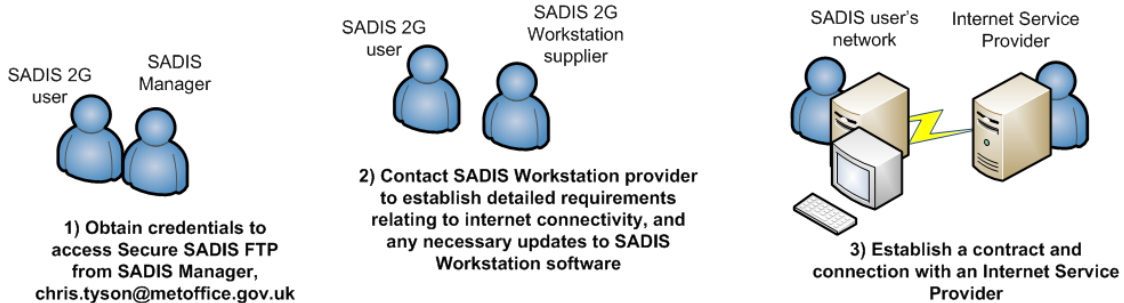 SADIS 2G
user
SADIS
Manager
1) Obtain credentials to
access Secure SADIS FTP
from SADIS Manager,
chris.tyson@metoffice.gov.uk
SADIS 2G
user
SADIS 2G
Workstation
supplier
2) Contact SADIS Workstation provider
to establish detailed requirements
relating to internet connectivity, and
any necessary updates to SADIS
Workstation software
SADIS user's
network
Internet Service
Provider
3) Establish a contract and
connection with an Internet Service
Provider